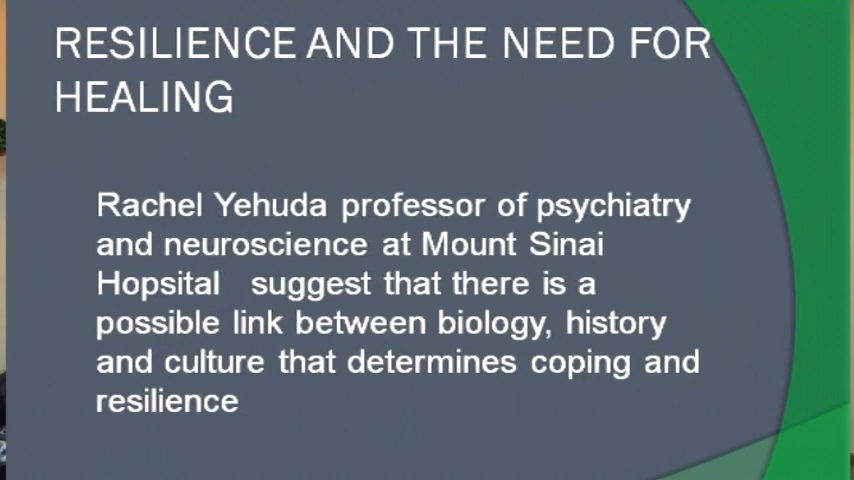 RESILIENCE AND THE NEED FOR
HEALING
Rachel Yehuda professor of psychiatry
and neuroscience at Mount Sinai
Hopsital suggest that there is a
possible link between biology, history
and culture that determines coping and
resilience